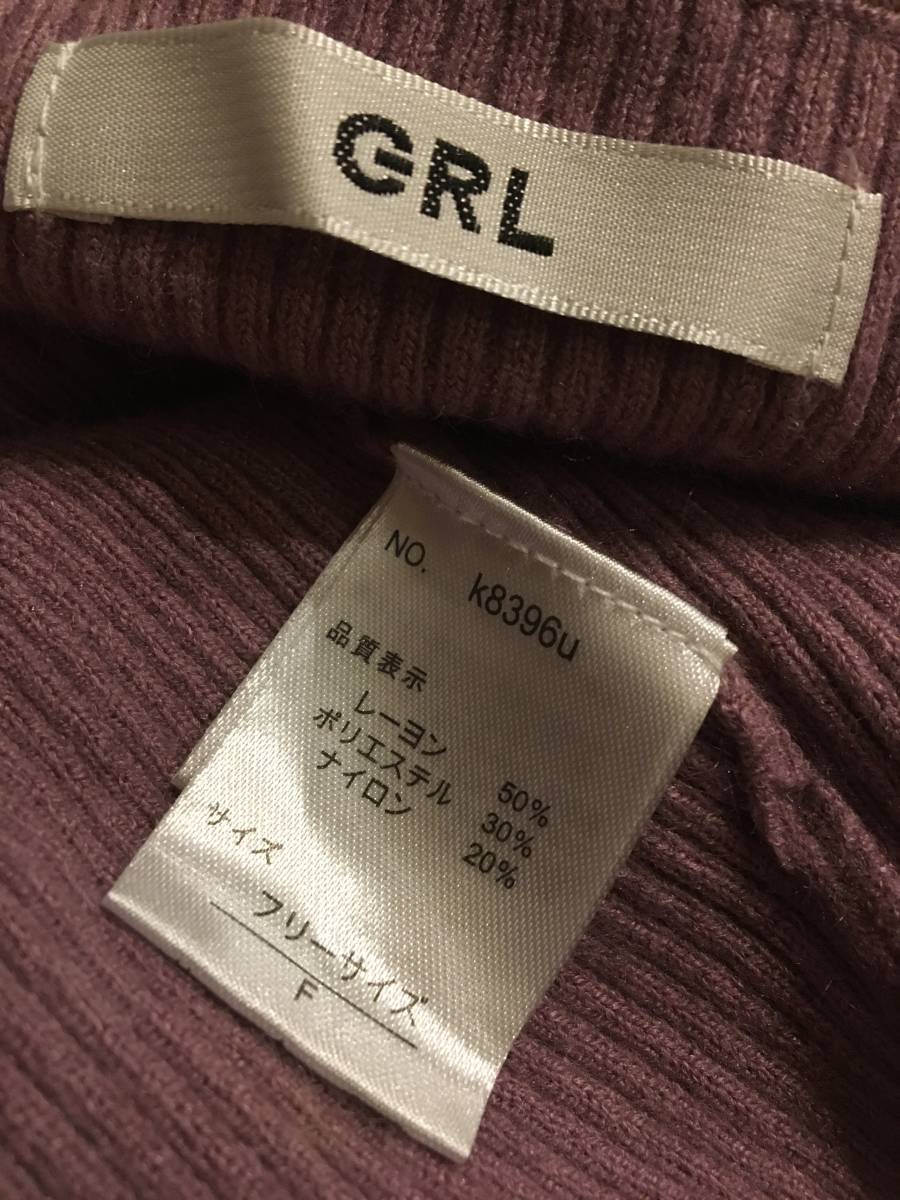 GRL
NO. k8396u
品質表示
レーヨン 50%
ポリエステル 30%
ナイロン 20%
サイズ
フリーサイズ
F